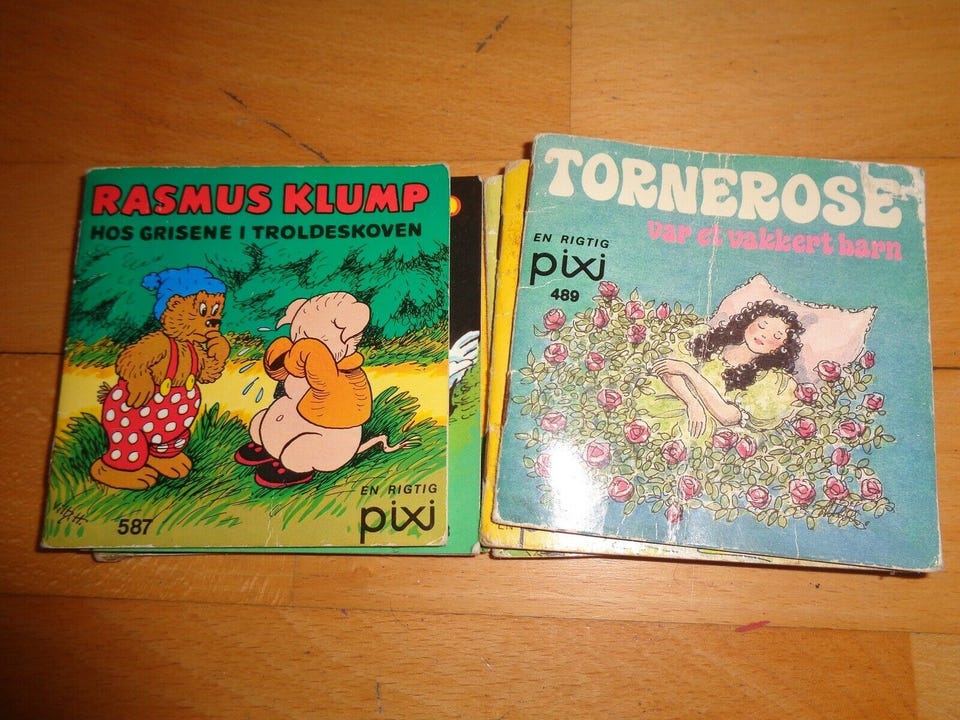 RASMUS KLUMP
HOS GRISENE I TROLDESKOVEN
587
EN RIGTIG
pixi
TORNEROSE
var et vakkert barn
EN RIGTIG
pixi
489